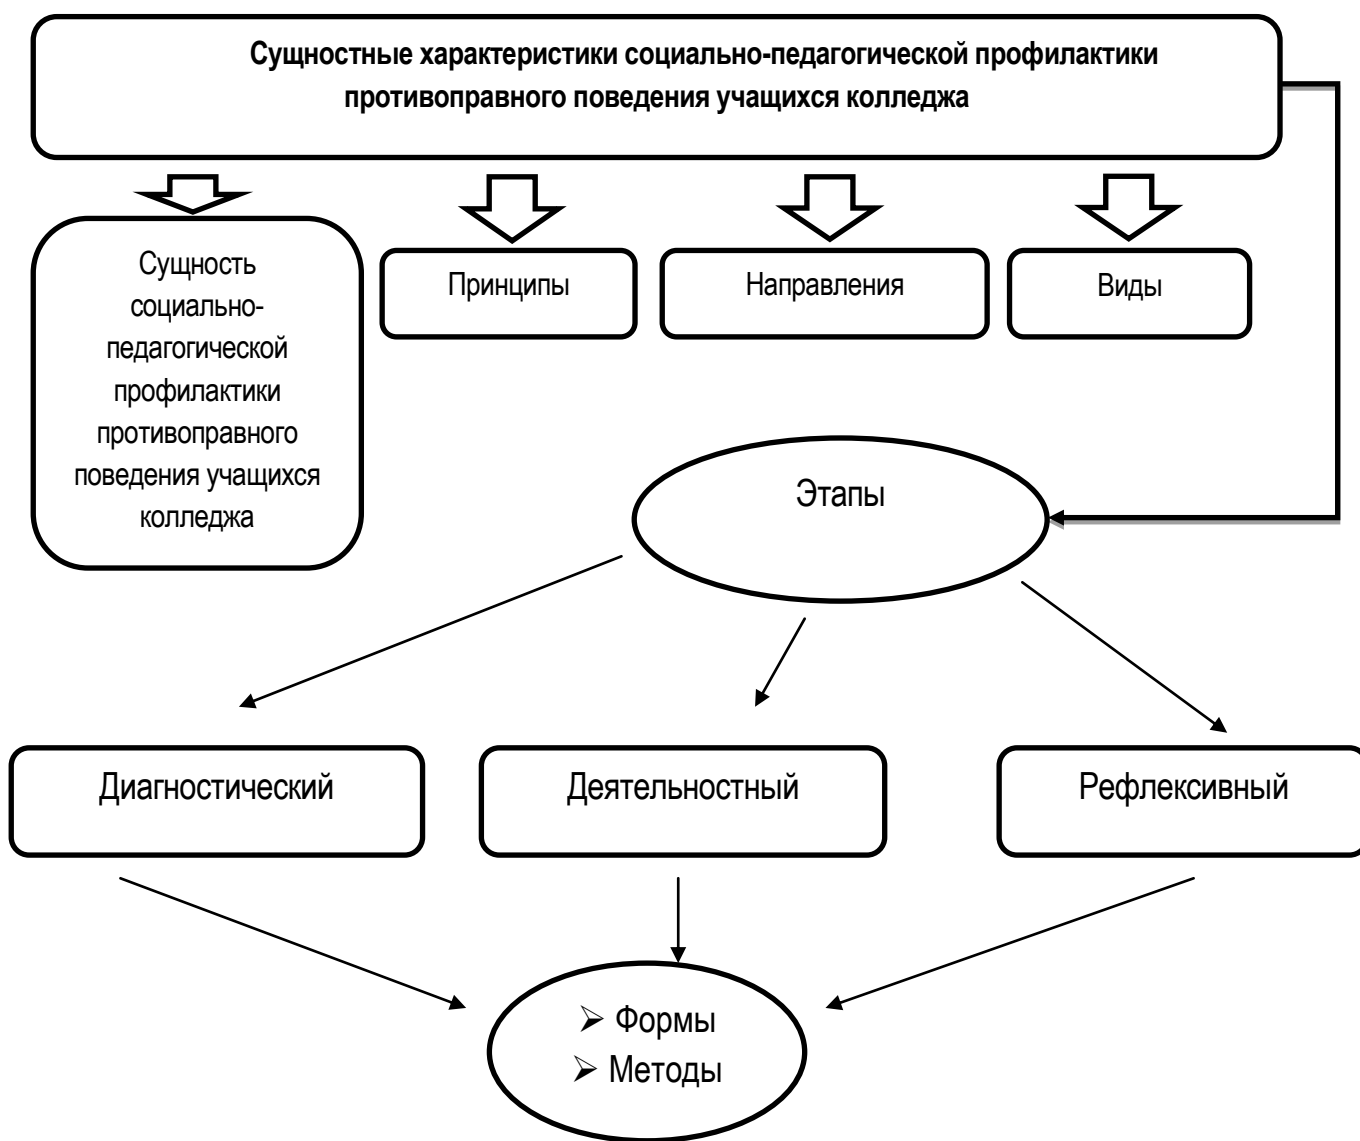 Сущностные характеристики социально-педагогической профилактики
противоправного поведения учащихся колледжа
Сущность
социально-
педагогической
профилактики
противоправного
поведения учащихся
колледжа
Принципы
Направления
Виды
Этапы
Диагностический
Деятельностный
Рефлексивный
➢ Формы
➢ Методы